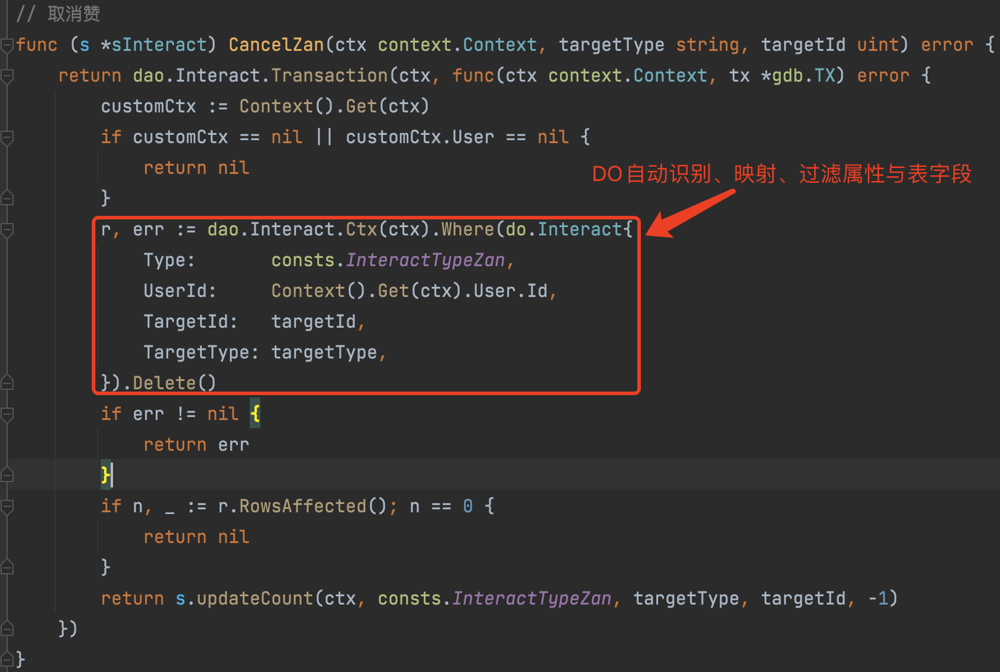 // 取消赞
func (s *sInteract) CancelZan(ctx context.Context, targetType string, targetId uint) error {
    return dao.Interact.Transaction(ctx, func(ctx context.Context, tx *gdb.TX) error {
        customCtx := Context().Get(ctx)
        if customCtx == nil || customCtx.User == nil {
            return nil
DO自动识别、映射、过滤属性与表字段
        }
        r, err := dao.Interact.Ctx(ctx).Where(do.Interact{
            Type:       consts.InteractTypeZan,
            UserId:     Context().Get(ctx).User.Id,
            TargetId:   targetId,
            TargetType: targetType,
        }).Delete()
        if err != nil {
            return err
        }
        if n, _ := r.RowsAffected(); n == 0 {
            return nil
        }
        return s.updateCount(ctx, consts.InteractTypeZan, targetType, targetId, -1)
    })
}